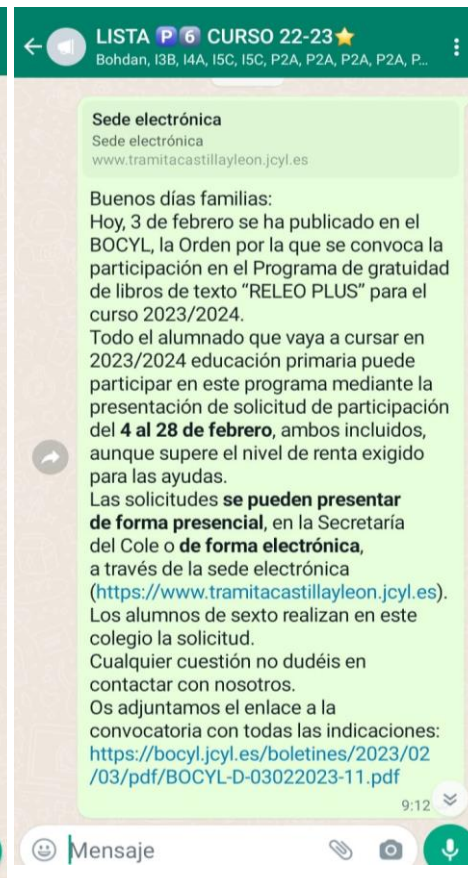 LISTA P 6 CURSO 22-23⭐
Bohdan, I3B, I4A, I5C, I5C, P2A, P2A, P2A, P2A, P...
Sede electrónica
Sede electrónica
www.tramitacastillayleon.jcyl.es
Buenos días familias:
Hoy, 3 de febrero se ha publicado en el
BOCYL, la Orden por la que se convoca la
participación en el Programa de gratuidad
de libros de texto “RELEO PLUS” para el
curso 2023/2024.
Todo el alumnado que vaya a cursar en
2023/2024 educación primaria puede
participar en este programa mediante la
presentación de solicitud de participación
del 4 al 28 de febrero, ambos incluidos,
aunque supere el nivel de renta exigido
para las ayudas.
Las solicitudes se pueden presentar
de forma presencial, en la Secretaría
del Cole o de forma electrónica,
a través de la sede electrónica
(https://www.tramitacastillayleon.jcyl.es).
Los alumnos de sexto realizan en este
colegio la solicitud.
Cualquier cuestión no dudéis en
contactar con nosotros.
Os adjuntamos el enlace a la
convocatoria con todas las indicaciones:
https://bocyl.jcyl.es/boletines/2023/02
/03/pdf/BOCYL-D-03022023-11.pdf
9:12
Mensaje